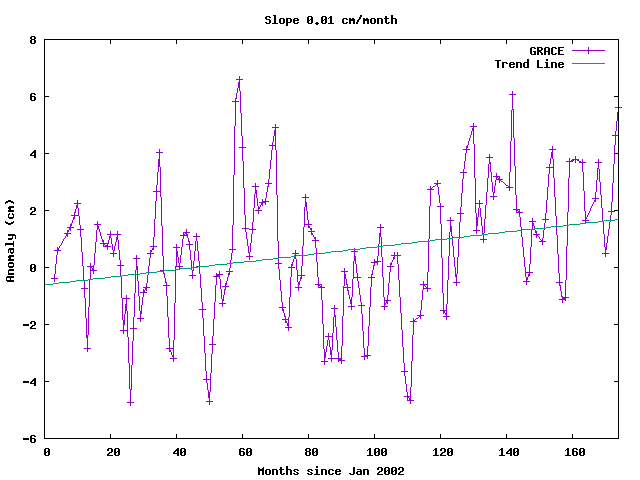 Slope 0.01 cm/month
GRACE
Trend Line
8
6
4
2
0
-2
-4
-6
Anomaly (cm)
0 20 40 60 80 100 120 140 160
Months since Jan 2002